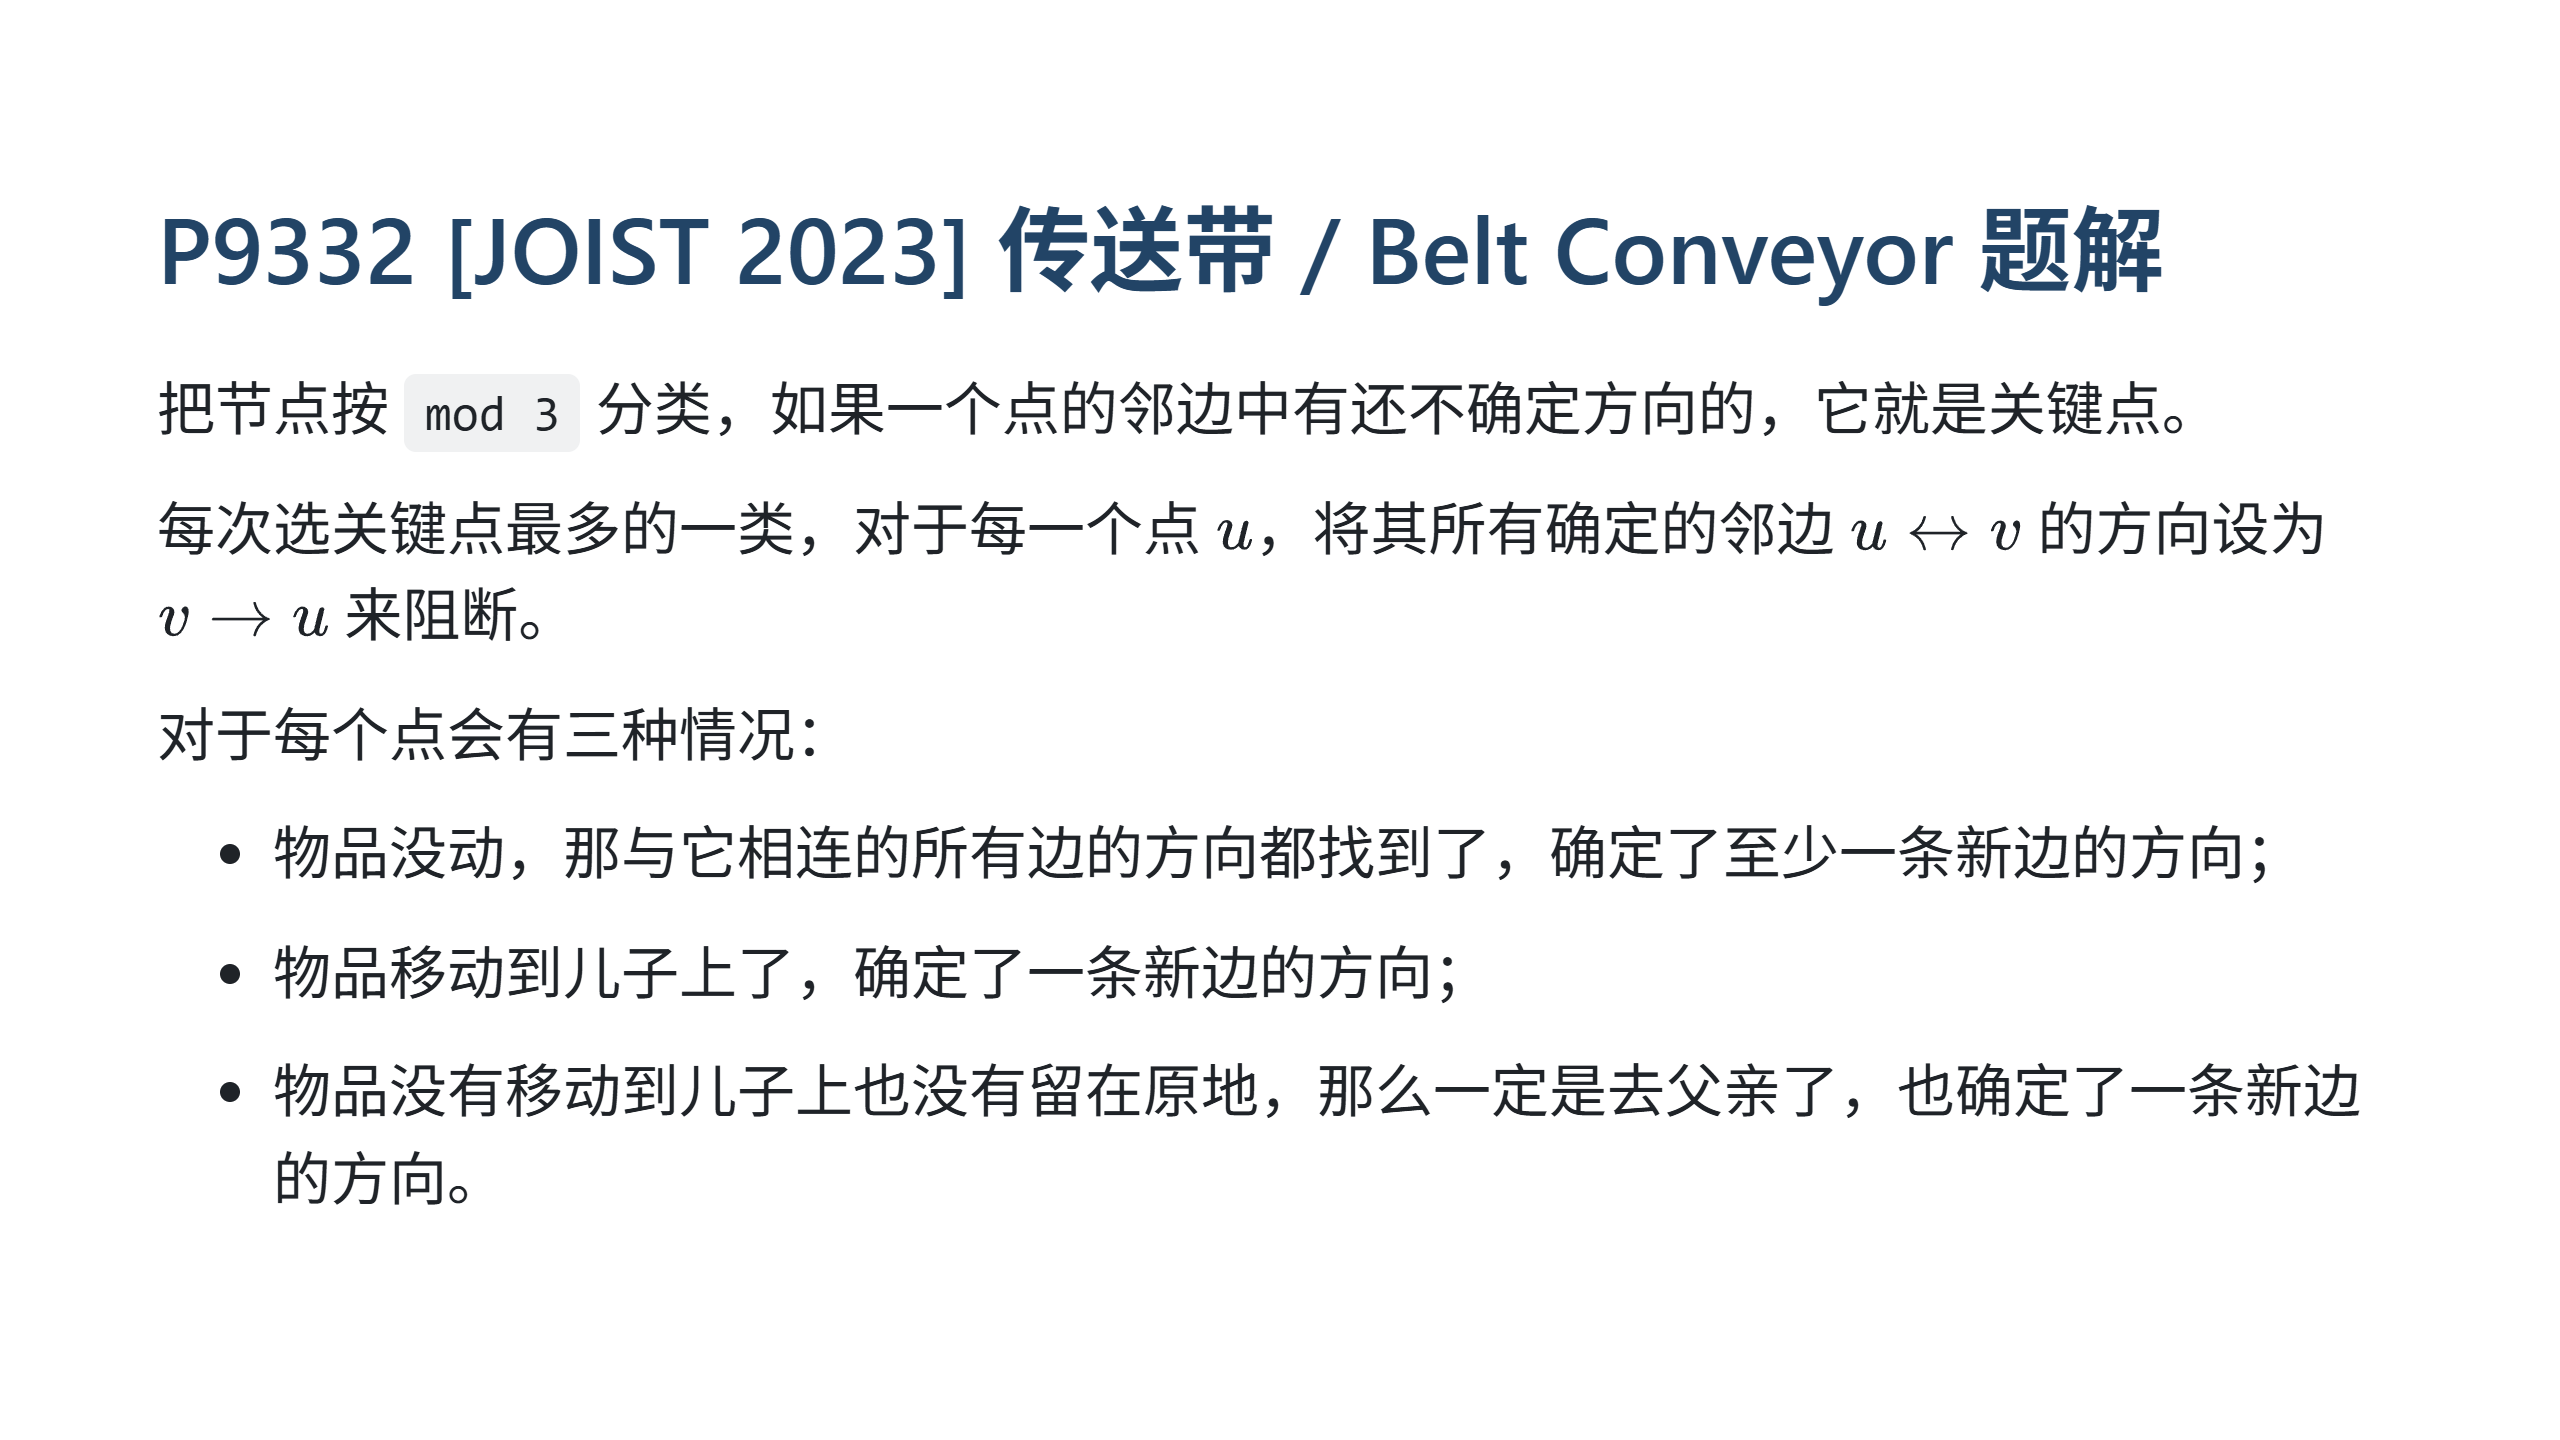 P9332 [JOIST 2023] 传送带 / Belt Conveyor 题解
把节点按 mod 3 分类，如果一个点的邻边中有还不确定方向的，它就是关键点。
每次选关键点最多的一类，对于每一个点 u，将其所有确定的邻边 u ↔ v 的方向设为
v → u 来阻断。
对于每个点会有三种情况：
• 物品没动，那与它相连的所有边的方向都找到了，确定了至少一条新边的方向；
• 物品移动到儿子上了，确定了一条新边的方向；
• 物品没有移动到儿子上也没有留在原地，那么一定是去父亲了，也确定了一条新边
的方向。